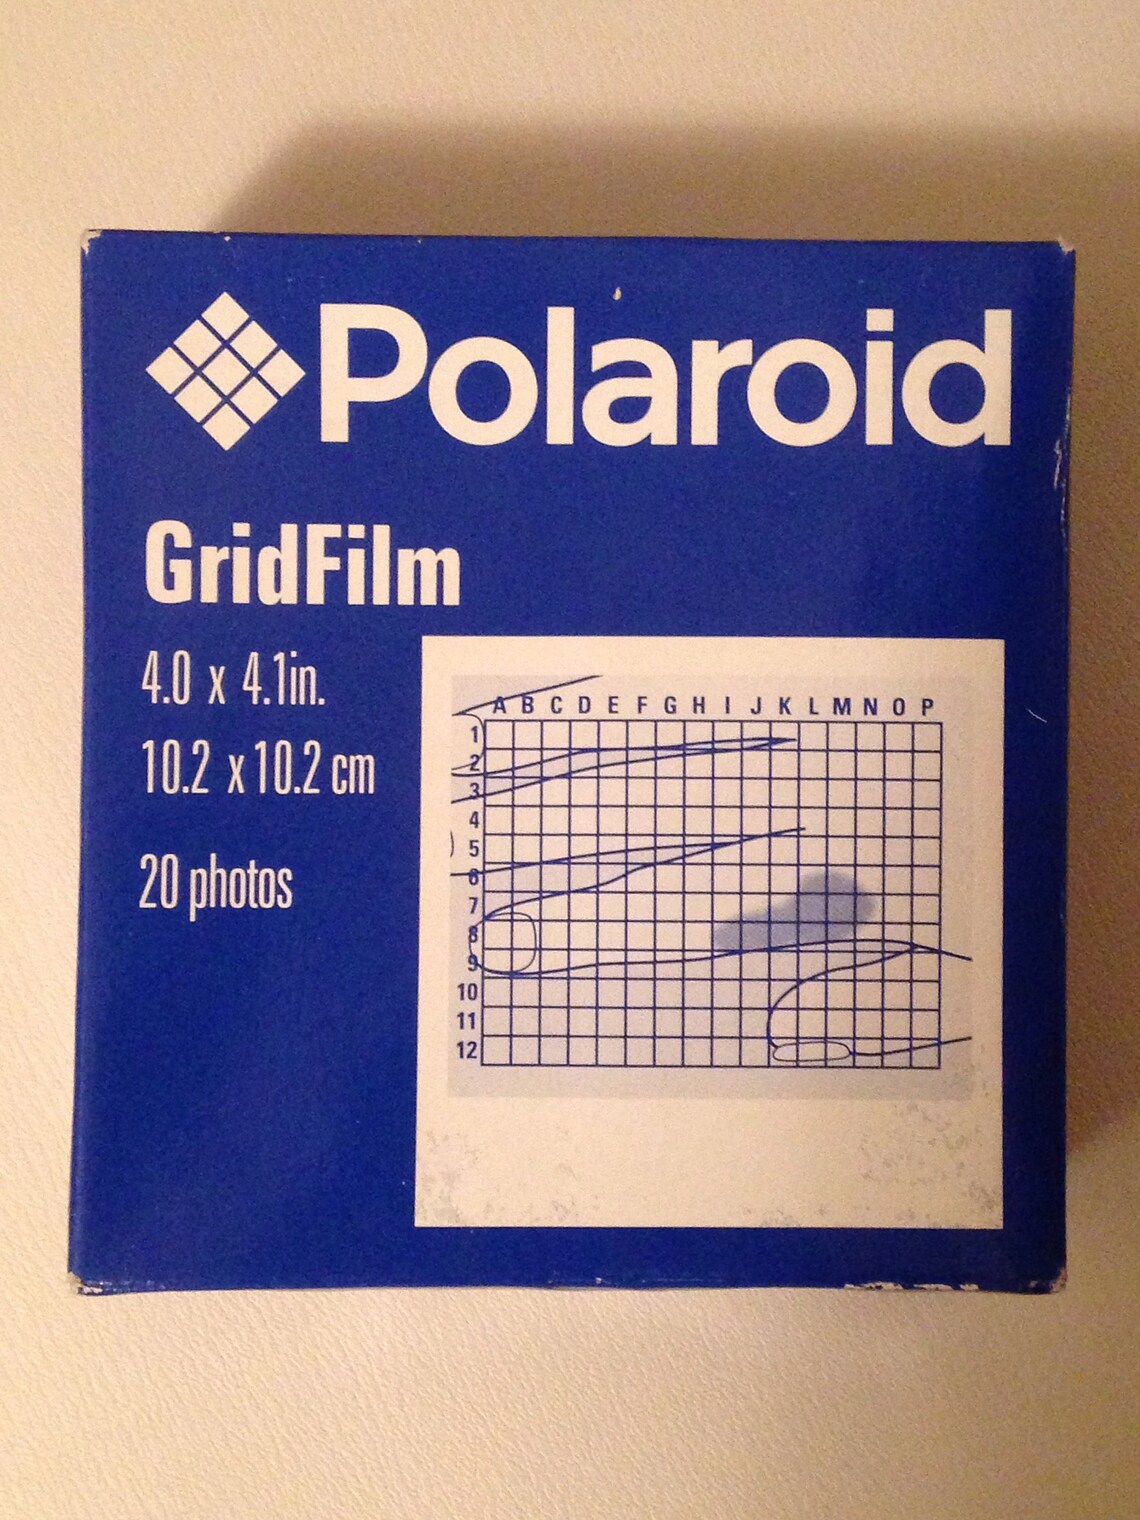 Polaroid
GridFilm
4.0 x 4.1in.
10.2 x 10.2 cm
20 photos
A B C D E F G H I J K L M N O P
1
2
3
4
5
6
7
8
9
10
11
12